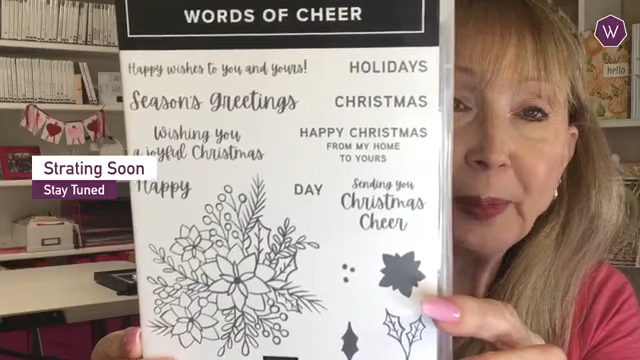 WORDS OF CHEER
Happy wishes to you and yours!
HOLIDAYS
Season's Greetings
CHRISTMAS
Wishing you
a joyful Christmas
HAPPY CHRISTMAS
FROM MY HOME
TO YOURS
Happy
DAY
Sending you
Christmas
Cheer
Strating Soon
Stay Tuned
W
hello